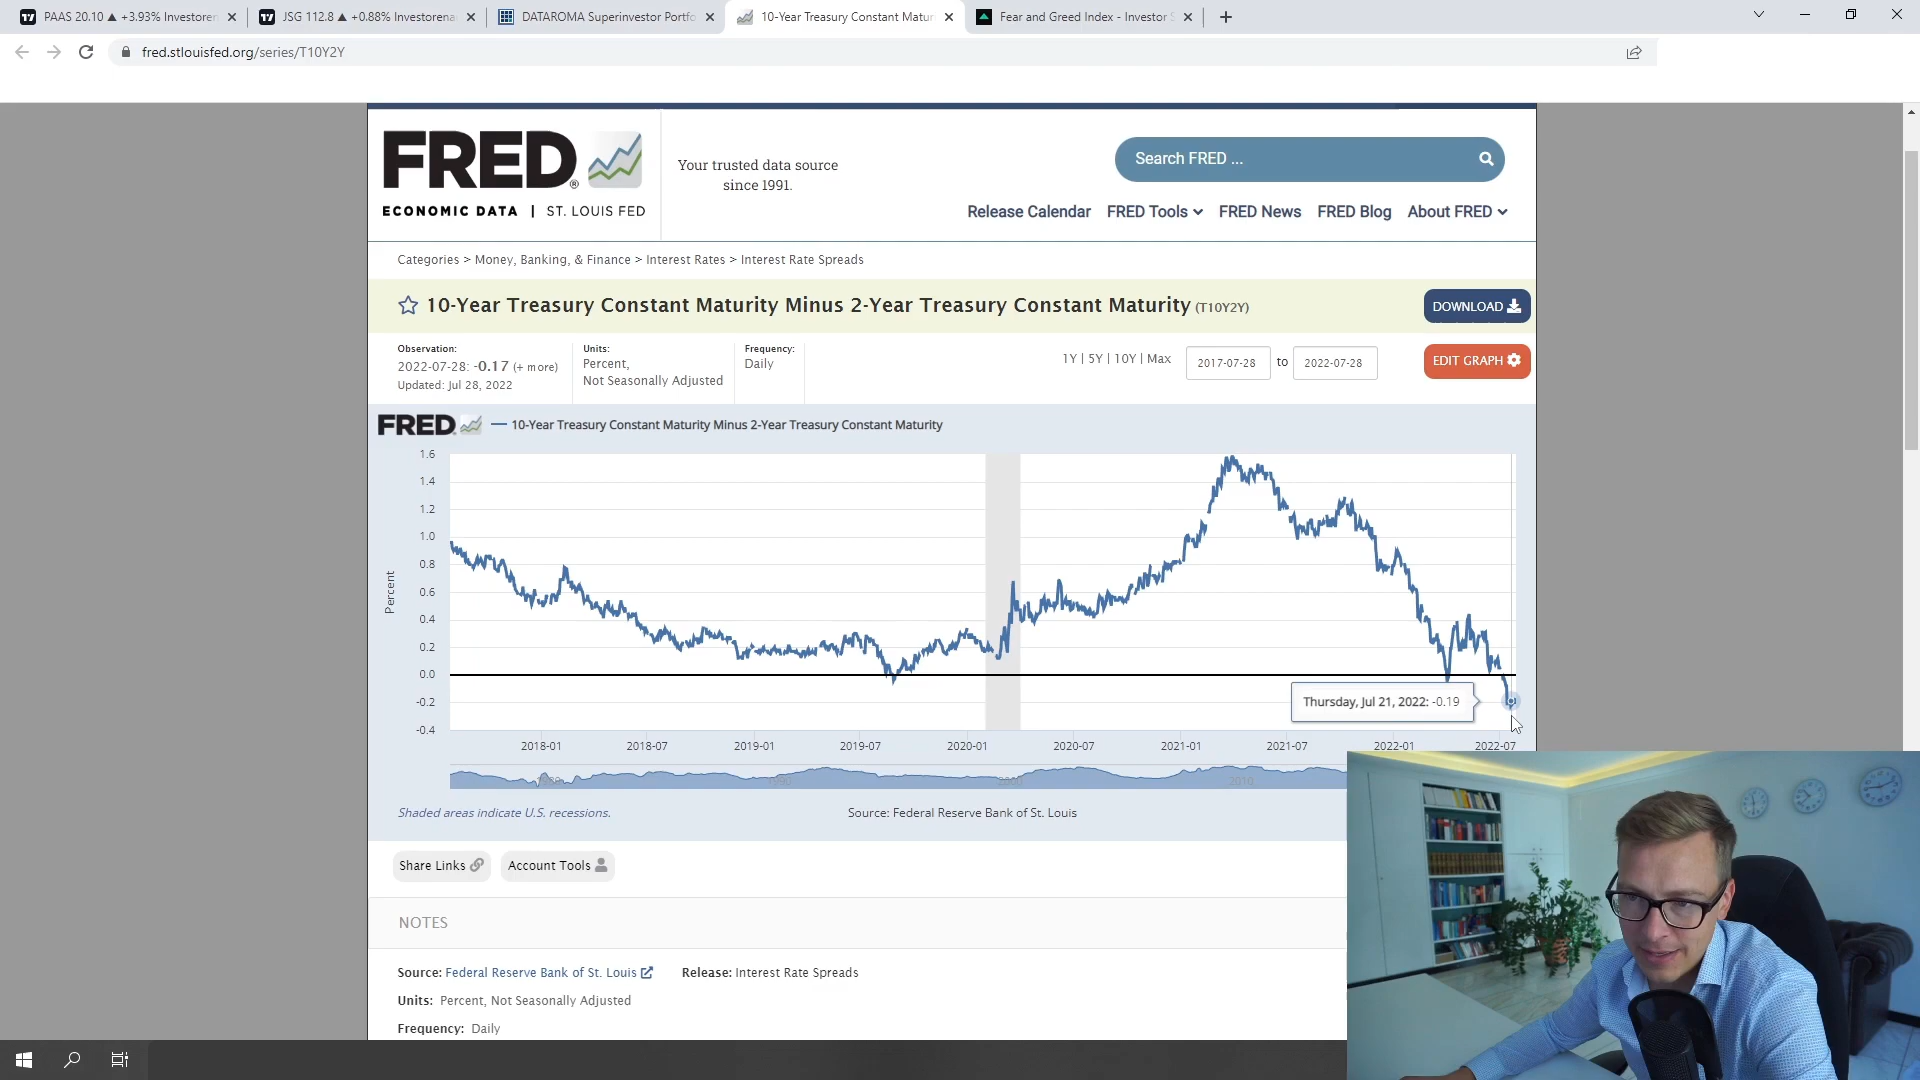 PAAS 20.10 ▲ +3.93% Investoren
JSG 112.8 ▲ +0.88% Investorena
DATAROMA Superinvestor Portfo
10-Year Treasury Constant Matur
Fear and Greed Index - Investor S
fred.stlouisfed.org/series/T10Y2Y
FRED®
ECONOMIC DATA | ST. LOUIS FED
Your trusted data source
since 1991.
Search FRED ...
Release Calendar FRED Tools FRED News FRED Blog About FRED
Categories > Money, Banking, & Finance > Interest Rates > Interest Rate Spreads
10-Year Treasury Constant Maturity Minus 2-Year Treasury Constant Maturity (T10Y2Y)
DOWNLOAD
Observation:
2022-07-28: -0.17 (+ more)
Updated: Jul 28, 2022
Units:
Percent,
Not Seasonally Adjusted
Frequency:
Daily
1Y | 5Y | 10Y | Max
2017-07-28 to 2022-07-28
EDIT GRAPH
FRED
10-Year Treasury Constant Maturity Minus 2-Year Treasury Constant Maturity
1.6
1.4
1.2
1.0
0.8
0.6
0.4
0.2
0.0
-0.2
-0.4
Percent
Thursday, Jul 21, 2022: -0.19
2018-01 2018-07 2019-01 2019-07 2020-01 2020-07 2021-01 2021-07 2022-01 2022-07
1980 1990 2000 2010
Shaded areas indicate U.S. recessions.
Source: Federal Reserve Bank of St. Louis
Share Links
Account Tools
NOTES
Source: Federal Reserve Bank of St. Louis Release: Interest Rate Spreads
Units: Percent, Not Seasonally Adjusted
Frequency: Daily